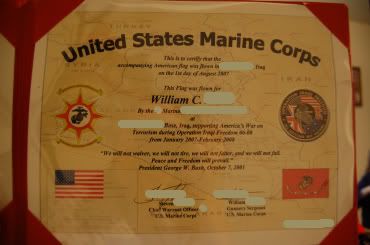 TURKEY
United States Marine Corps
SYRIA
IRAN
This is to certify that the
accompanying American flag was flown in Iraq
on the 1st day of August 2007
This Flag was flown for
William C.
By the Marine
Base, Iraq, supporting America's War on
Terrorism during Operation Iraqi Freedom 06-08
from January 2007-February 2008
"We will not waiver, we will not tire, we will not falter, and we will not fail.
Peace and Freedom will prevail."
President George W. Bush, October 7, 2001
Steven
Chief Warrant Officer
U.S. Marine Corps
William
Gunnery Sergeant
U.S. Marine Corps